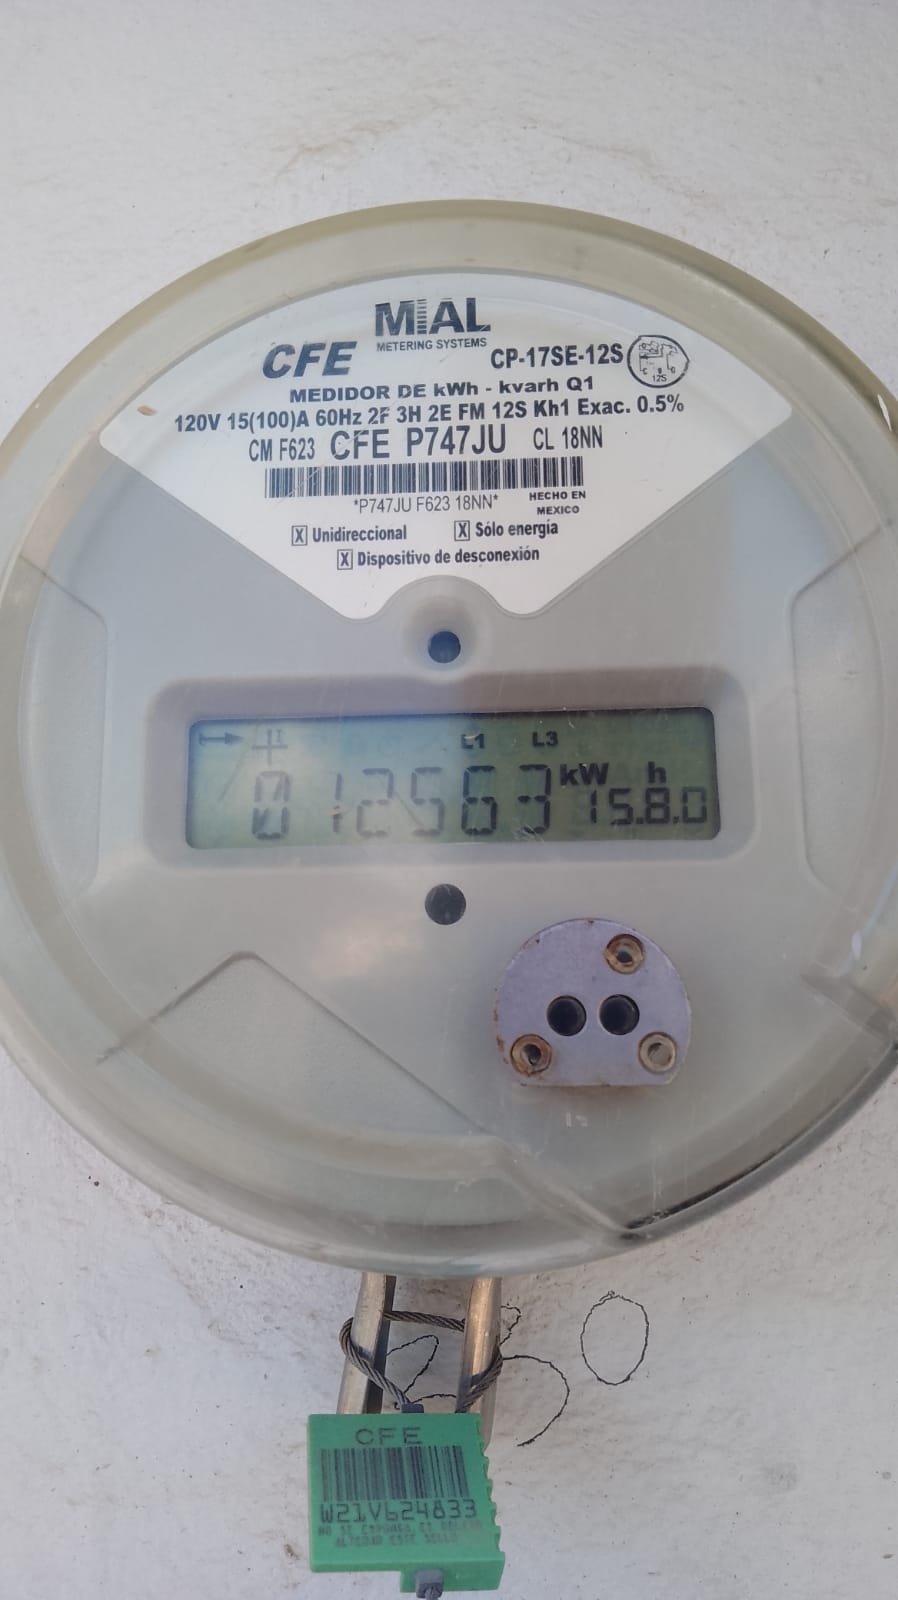 MIAL
METERING SYSTEMS
CFE
CP-17SE-12S
12S
MEDIDOR DE kWh - kvarh Q1
120V 15(100)A 60Hz 2F 3H 2E FM 12S Kh1 Exac. 0.5%
CM F623 CFE P747JU CL 18NN
*P747JU F623 18NN*
HECHO EN
MEXICO
X Unidireccional X Sólo energía
X Dispositivo de desconexión
L1 L3
012563 kW h 15.8.0
CFE
W21V624833